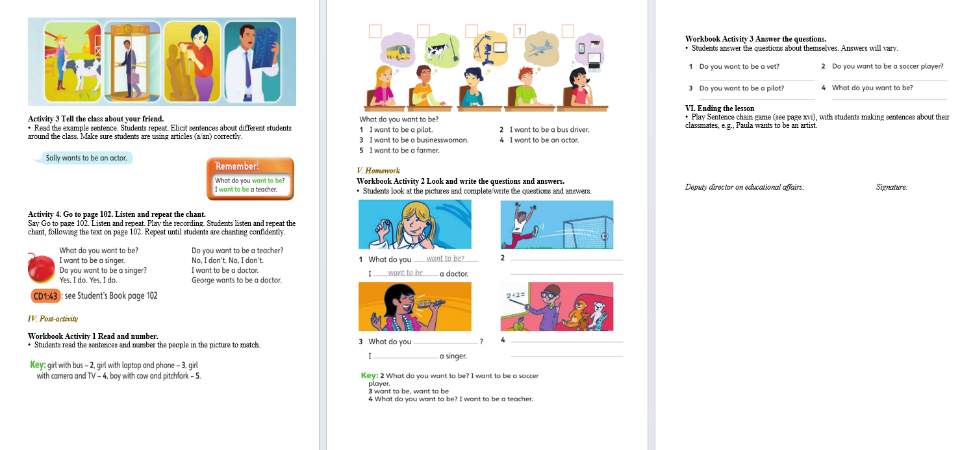 Activity 3 Tell the class about your friend.
• Read the example sentence. Students repeat. Elicit sentences about different students
around the class. Make sure students are using articles (a/an) correctly.
Sally wants to be an actor.
Remember!
What do you want to be?
I want to be a teacher.
Activity 4. Go to page 102. Listen and repeat the chant.
Say Go to page 102. Listen and repeat. Play the recording. Students listen and repeat the
chant, following the text on page 102. Repeat until students are chanting confidently.
What do you want to be?
I want to be a singer.
Do you want to be a singer?
Yes, I do. Yes, I do.
Do you want to be a teacher?
No, I don't. No, I don't.
I want to be a doctor.
George wants to be a doctor.
CD1:43 : see Student's Book page 102
IV. Post-activity
Workbook Activity 1 Read and number.
• Students read the sentences and number the people in the picture to match.
Key: girl with bus – 2, girl with laptop and phone – 3, girl
with camera and TV – 4, boy with cow and pitchfork – 5.
1
What do you want to be?
1 I want to be a pilot.
2 I want to be a bus driver.
3 I want to be a businesswoman.
4 I want to be an actor.
5 I want to be a farmer.
V. Homework
Workbook Activity 2 Look and write the questions and answers.
• Students look at the pictures and complete/write the questions and answers.
1 What do you want to be?
I want to be a doctor.
2
3 What do you ?
I a singer.
2+2=
4
Key: 2 What do you want to be? I want to be a soccer
player.
3 want to be, want to be
4 What do you want to be? I want to be a teacher.
Workbook Activity 3 Answer the questions.
• Students answer the questions about themselves. Answers will vary.
1 Do you want to be a vet?
2 Do you want to be a soccer player?
3 Do you want to be a pilot?
4 What do you want to be?
VI. Ending the lesson
• Play Sentence chain game (see page xvi), with students making sentences about their
classmates, e.g., Paula wants to be an artist.
Deputy director on educational affairs:
Signature: